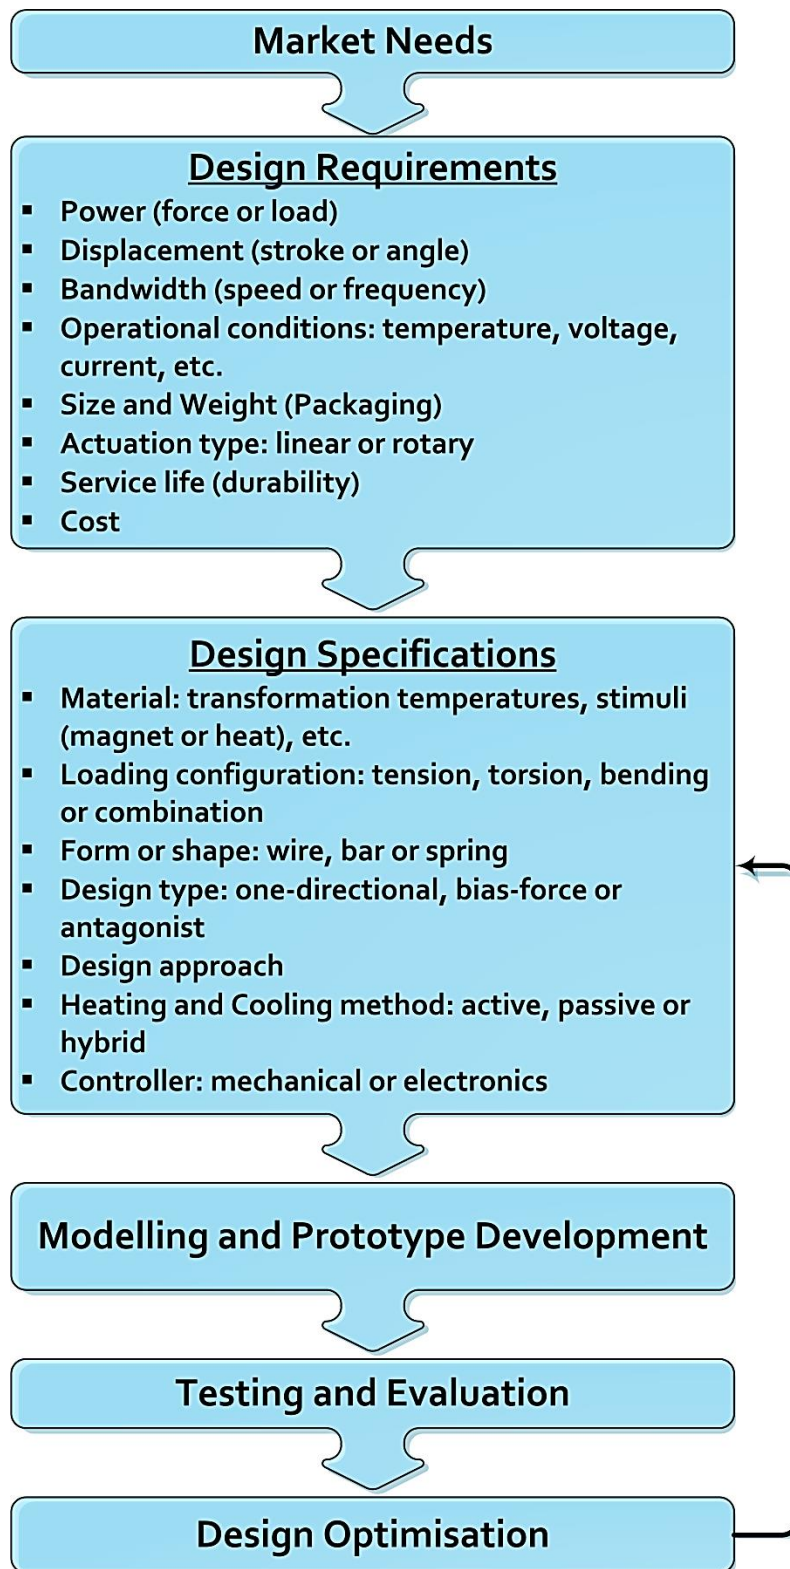 Market Needs
Design Requirements
▪ Power (force or load)
▪ Displacement (stroke or angle)
▪ Bandwidth (speed or frequency)
▪ Operational conditions: temperature, voltage,
current, etc.
▪ Size and Weight (Packaging)
▪ Actuation type: linear or rotary
▪ Service life (durability)
▪ Cost
Design Specifications
▪ Material: transformation temperatures, stimuli
(magnet or heat), etc.
▪ Loading configuration: tension, torsion, bending
or combination
▪ Form or shape: wire, bar or spring
▪ Design type: one-directional, bias-force or
antagonist
▪ Design approach
▪ Heating and Cooling method: active, passive or
hybrid
▪ Controller: mechanical or electronics
Modelling and Prototype Development
Testing and Evaluation
Design Optimisation